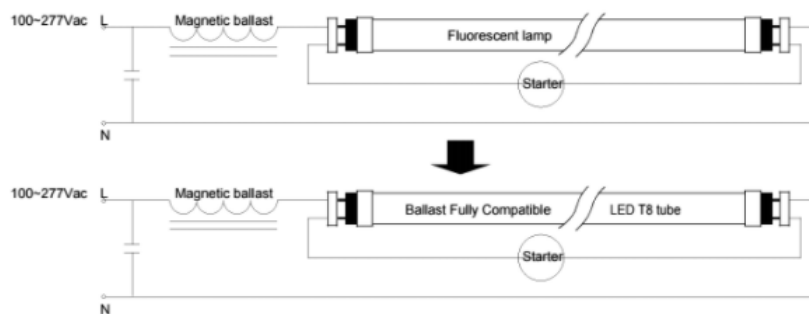 100~277Vac L Magnetic ballast
Fluorescent lamp
Starter
N
100~277Vac L Magnetic ballast
Ballast Fully Compatible LED T8 tube
Starter
N